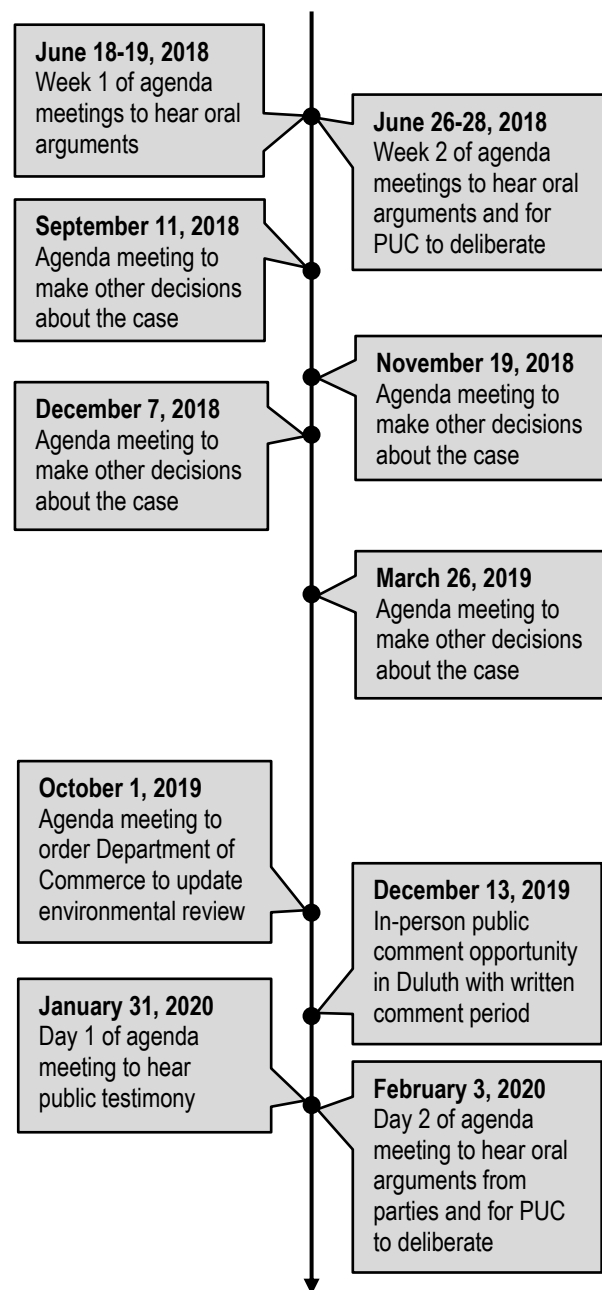 June 18-19, 2018
Week 1 of agenda
meetings to hear oral
arguments
June 26-28, 2018
Week 2 of agenda
meetings to hear oral
arguments and for
PUC to deliberate
September 11, 2018
Agenda meeting to
make other decisions
about the case
November 19, 2018
Agenda meeting to
make other decisions
about the case
December 7, 2018
Agenda meeting to
make other decisions
about the case
March 26, 2019
Agenda meeting to
make other decisions
about the case
October 1, 2019
Agenda meeting to
order Department of
Commerce to update
environmental review
December 13, 2019
In-person public
comment opportunity
in Duluth with written
comment period
January 31, 2020
Day 1 of agenda
meeting to hear
public testimony
February 3, 2020
Day 2 of agenda
meeting to hear oral
arguments from
parties and for PUC
to deliberate